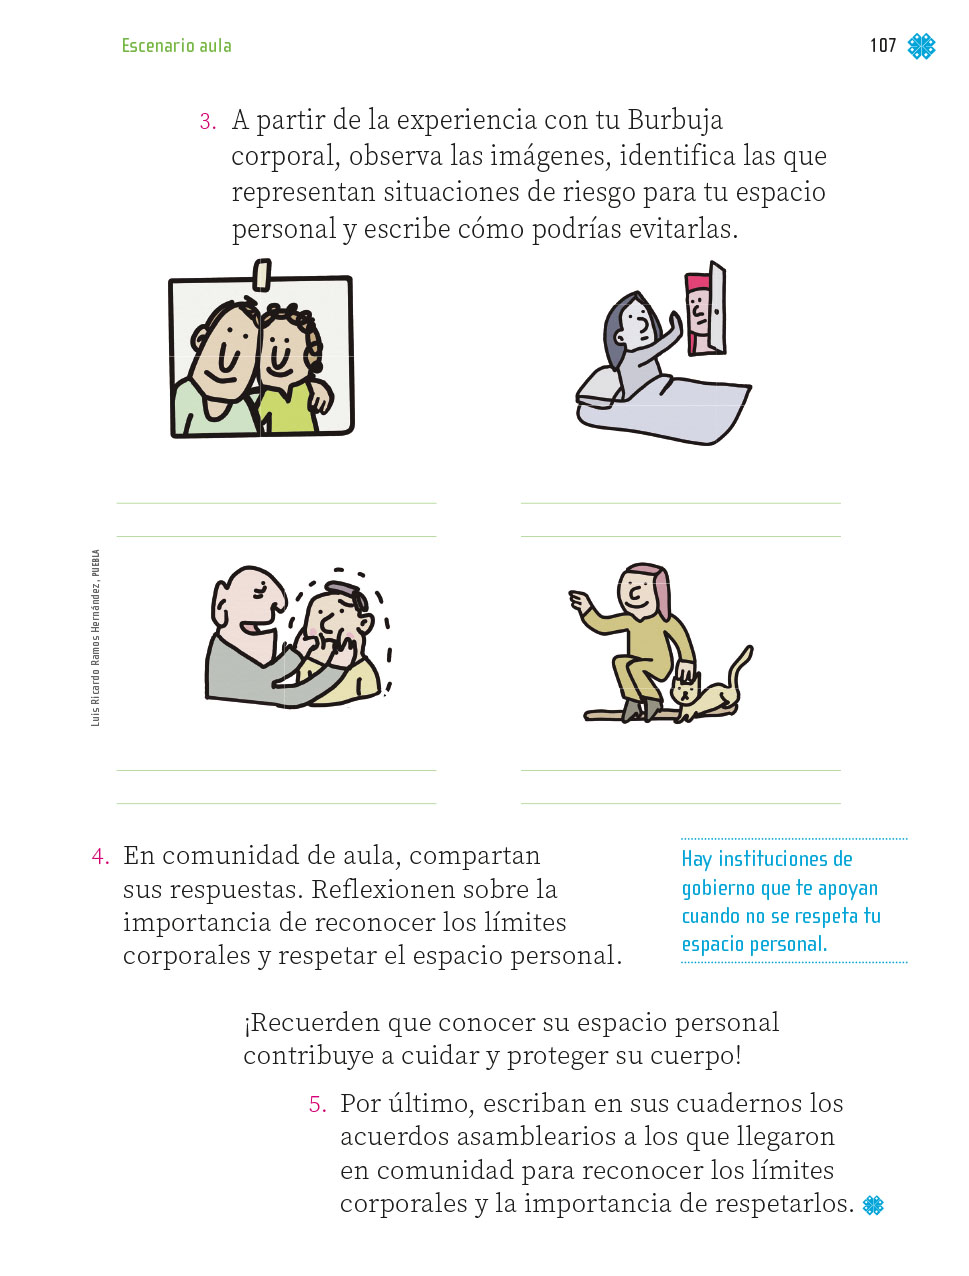 Escenario aula
107
3. A partir de la experiencia con tu Burbuja
corporal, observa las imágenes, identifica las que
representan situaciones de riesgo para tu espacio
personal y escribe cómo podrías evitarlas.
Luis Ricardo Ramos Hernández, PUEBLA
4. En comunidad de aula, compartan
sus respuestas. Reflexionen sobre la
importancia de reconocer los límites
corporales y respetar el espacio personal.
Hay instituciones de
gobierno que te apoyan
cuando no se respeta tu
espacio personal.
¡Recuerden que conocer su espacio personal
contribuye a cuidar y proteger su cuerpo!
5. Por último, escriban en sus cuadernos los
acuerdos asamblearios a los que llegaron
en comunidad para reconocer los límites
corporales y la importancia de respetarlos.